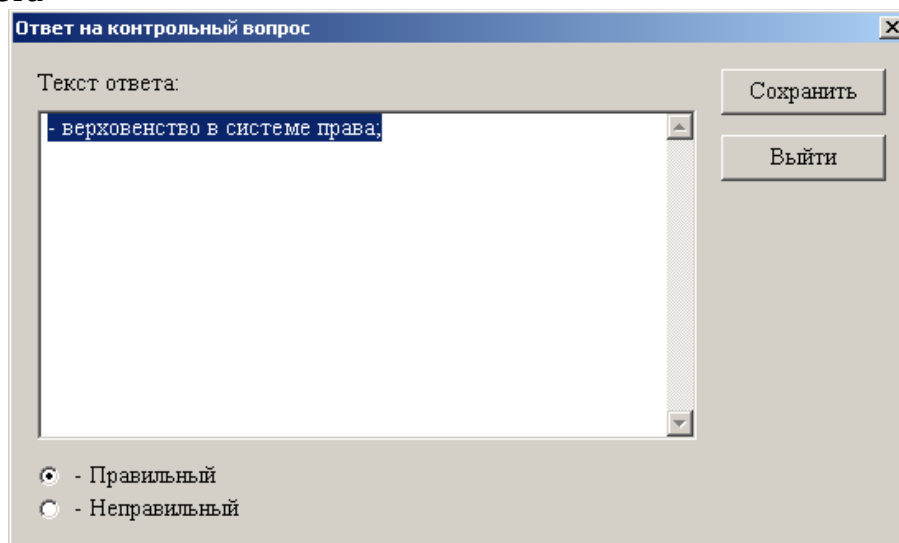 Ответ на контрольный вопрос
Текст ответа:
Сохранить
- верховенство в системе права;
Выйти
- Правильный
- Неправильный